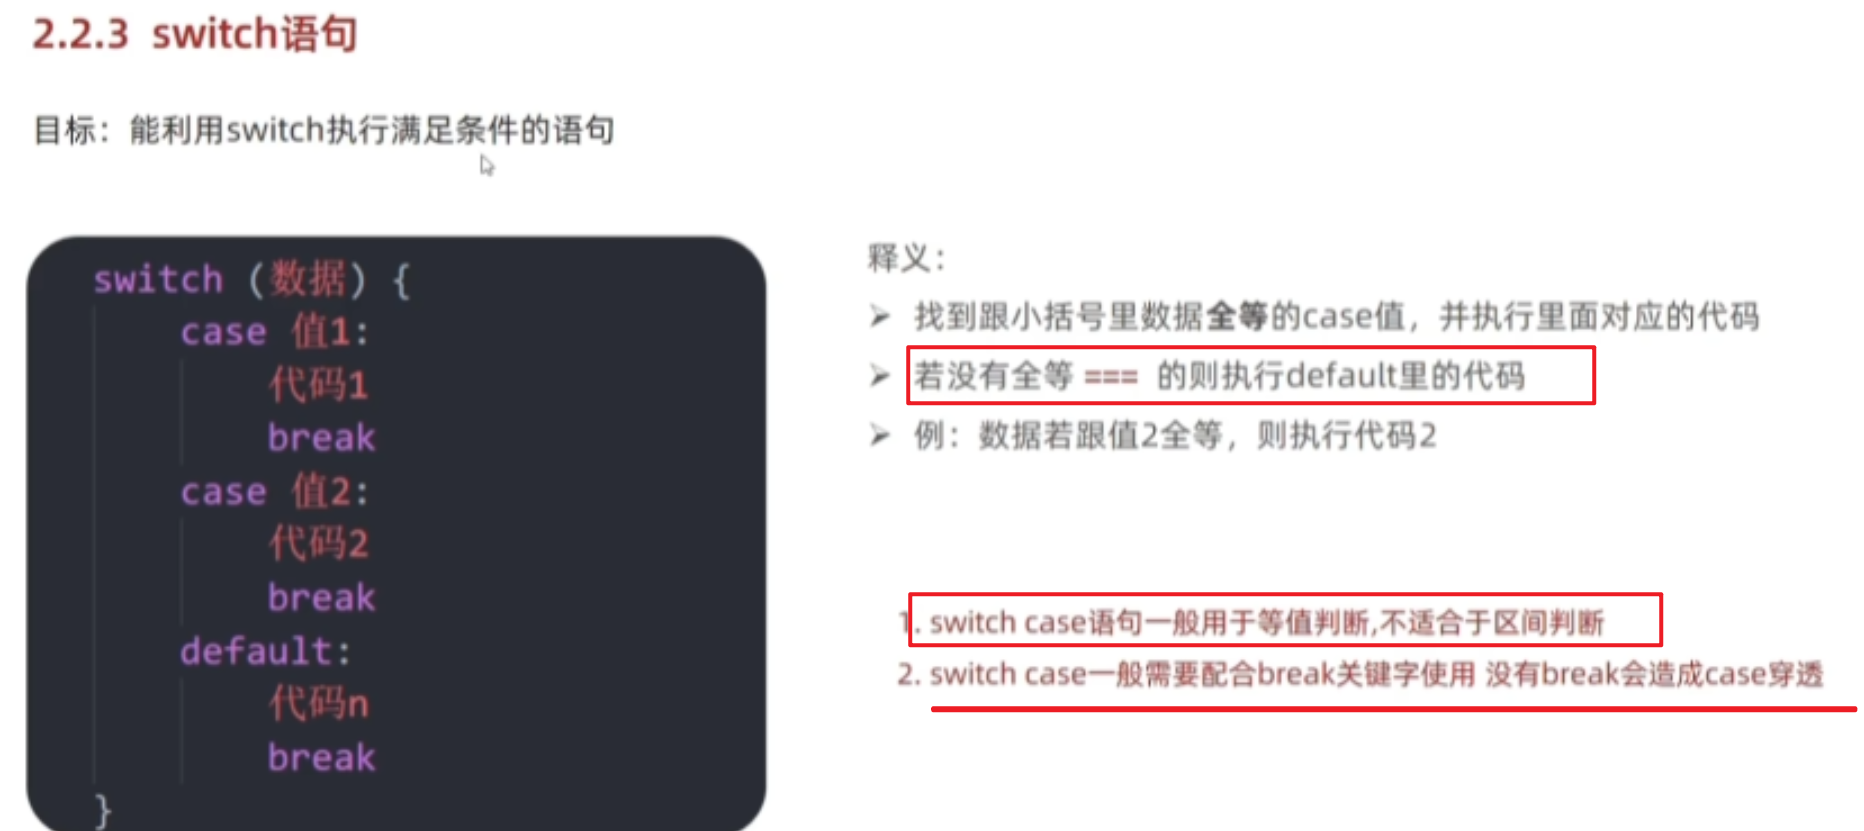 2.2.3 switch语句
目标：能利用switch执行满足条件的语句
switch (数据) {
case 值1:
代码1
break
case 值2:
代码2
break
default:
代码n
break
}
释义：
➤ 找到跟小括号里数据全等的case值，并执行里面对应的代码
➤ 若没有全等 === 的则执行default里的代码
➤ 例：数据若跟值2全等，则执行代码2
1. switch case语句一般用于等值判断,不适合于区间判断
2. switch case一般需要配合break关键字使用 没有break会造成case穿透